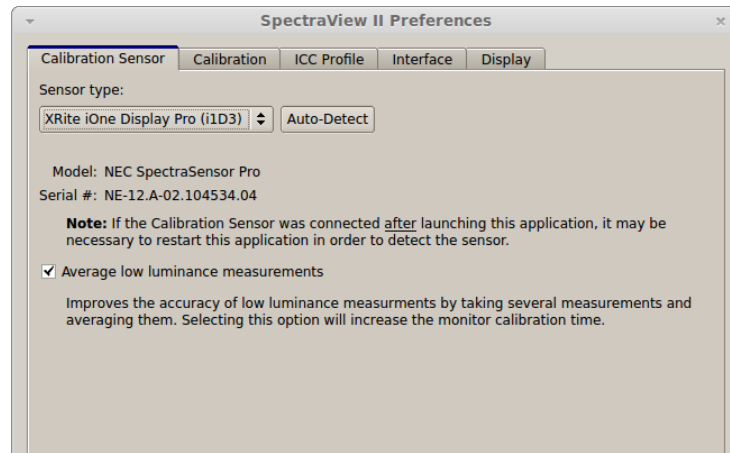 SpectraView II Preferences
Calibration Sensor Calibration ICC Profile Interface Display
Sensor type:
XRite iOne Display Pro (i1D3) Auto-Detect
Model: NEC SpectraSensor Pro
Serial #: NE-12.A-02.104534.04
Note: If the Calibration Sensor was connected after launching this application, it may be
necessary to restart this application in order to detect the sensor.
Average low luminance measurements
Improves the accuracy of low luminance measurments by taking several measurements and
averaging them. Selecting this option will increase the monitor calibration time.